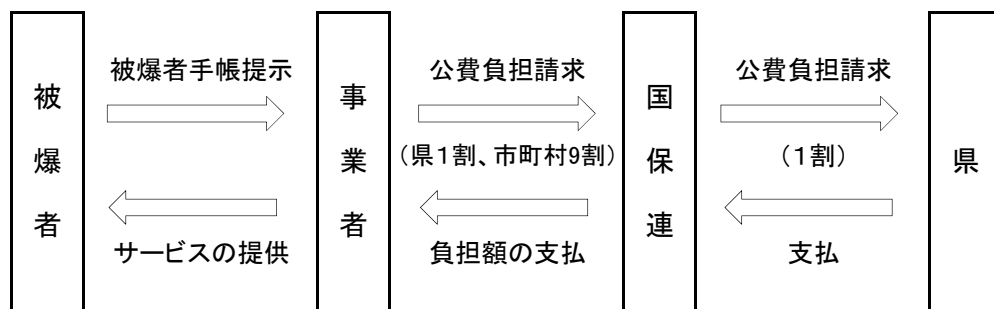 被爆者
被爆者手帳提示
サービスの提供
事業者
公費負担請求
(県1割、市町村9割)
負担額の支払
国保連
公費負担請求
(1割)
支払
県